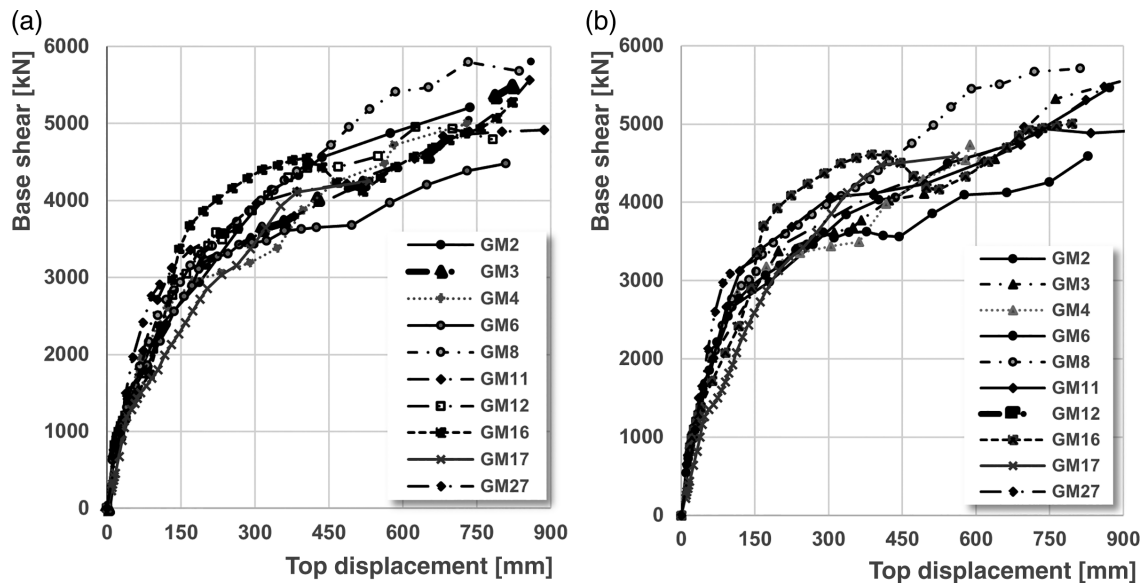 (a)
Base shear [kN]
6000
5000
4000
3000
2000
1000
0
0 150 300 450 600 750 900
Top displacement [mm]
GM2
GM3
GM4
GM6
GM8
GM11
GM12
GM16
GM17
GM27
(b)
Base shear [kN]
6000
5000
4000
3000
2000
1000
0
0 150 300 450 600 750 900
Top displacement [mm]
GM2
GM3
GM4
GM6
GM8
GM11
GM12
GM16
GM17
GM27